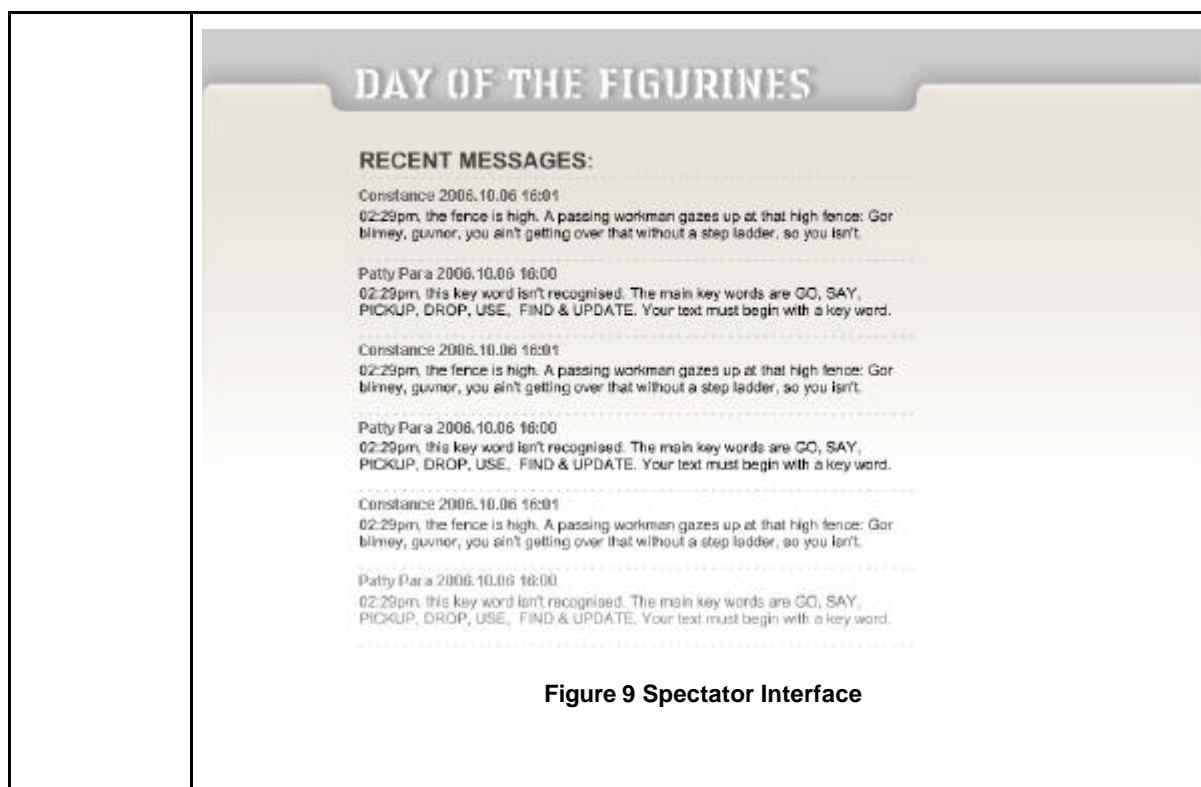 DAY OF THE FIGURINES
RECENT MESSAGES:
Constance 2006.10.06 16:01
02:29pm, the fence is high. A passing workman gazes up at that high fence: Gor
blimey, guvnor, you ain't getting over that without a step ladder, so you isn't.
Patty Para 2006.10.06 16:00
02:29pm, this key word isn't recognised. The main key words are GO, SAY,
PICKUP, DROP, USE, FIND & UPDATE. Your text must begin with a key word.
Constance 2006.10.06 16:01
02:29pm, the fence is high. A passing workman gazes up at that high fence: Gor
blimey, guvnor, you ain't getting over that without a step ladder, so you isn't.
Patty Para 2006.10.06 16:00
02:29pm, this key word isn't recognised. The main key words are GO, SAY,
PICKUP, DROP, USE, FIND & UPDATE. Your text must begin with a key word.
Constance 2006.10.06 16:01
02:29pm, the fence is high. A passing workman gazes up at that high fence: Gor
blimey, guvnor, you ain't getting over that without a step ladder, so you isn't.
Patty Para 2006.10.06 16:00
02:29pm, this key word isn't recognised. The main key words are GO, SAY,
PICKUP, DROP, USE, FIND & UPDATE. Your text must begin with a key word.
Figure 9 Spectator Interface